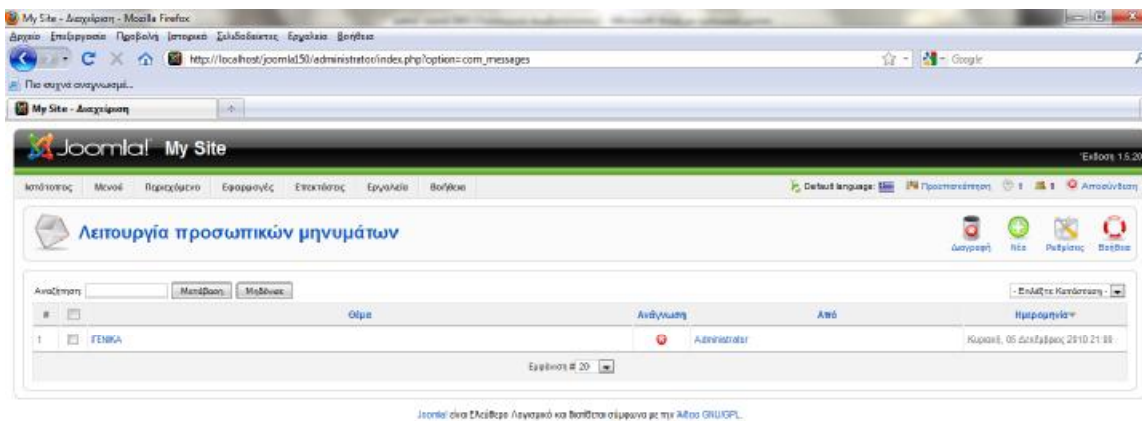 My Site - Διαχείριση - Mozilla Firefox
Αρχείο Επεξεργασία Προβολή Ιστορικό Σελιδοδείκτες Εργαλεία Βοήθεια
http://localhost/joomla150/administrator/index.php?option=com_messages
Google
Πιο συχνά αναγνωσμέ...
My Site - Διαχείριση
Joomla! My Site
Έκδοση 1.5.20
Ιστότοπος Μενού Περιεχόμενο Εφαρμογές Επεκτάσεις Εργαλεία Βοήθεια
Default language: Προεπισκόπηση 1 Αποσύνδεση
Λειτουργία προσωπικών μηνυμάτων
Διαγραφή Νέο Ρυθμίσεις Βοήθεια
Αναζήτηση: Μετάβαση Μηδένισε - Επιλέξτε Κατάσταση -
# Θέμα Ανάγνωση Από Ημερομηνία
1 ΓΕΝΙΚΑ Administrator Κυριακή, 05 Δεκέμβριος 2010
Εμφάνιση # 20
Joomla! είναι Ελεύθερο Λογισμικό και διατίθεται σύμφωνα με την Άδεια GNU/GPL.